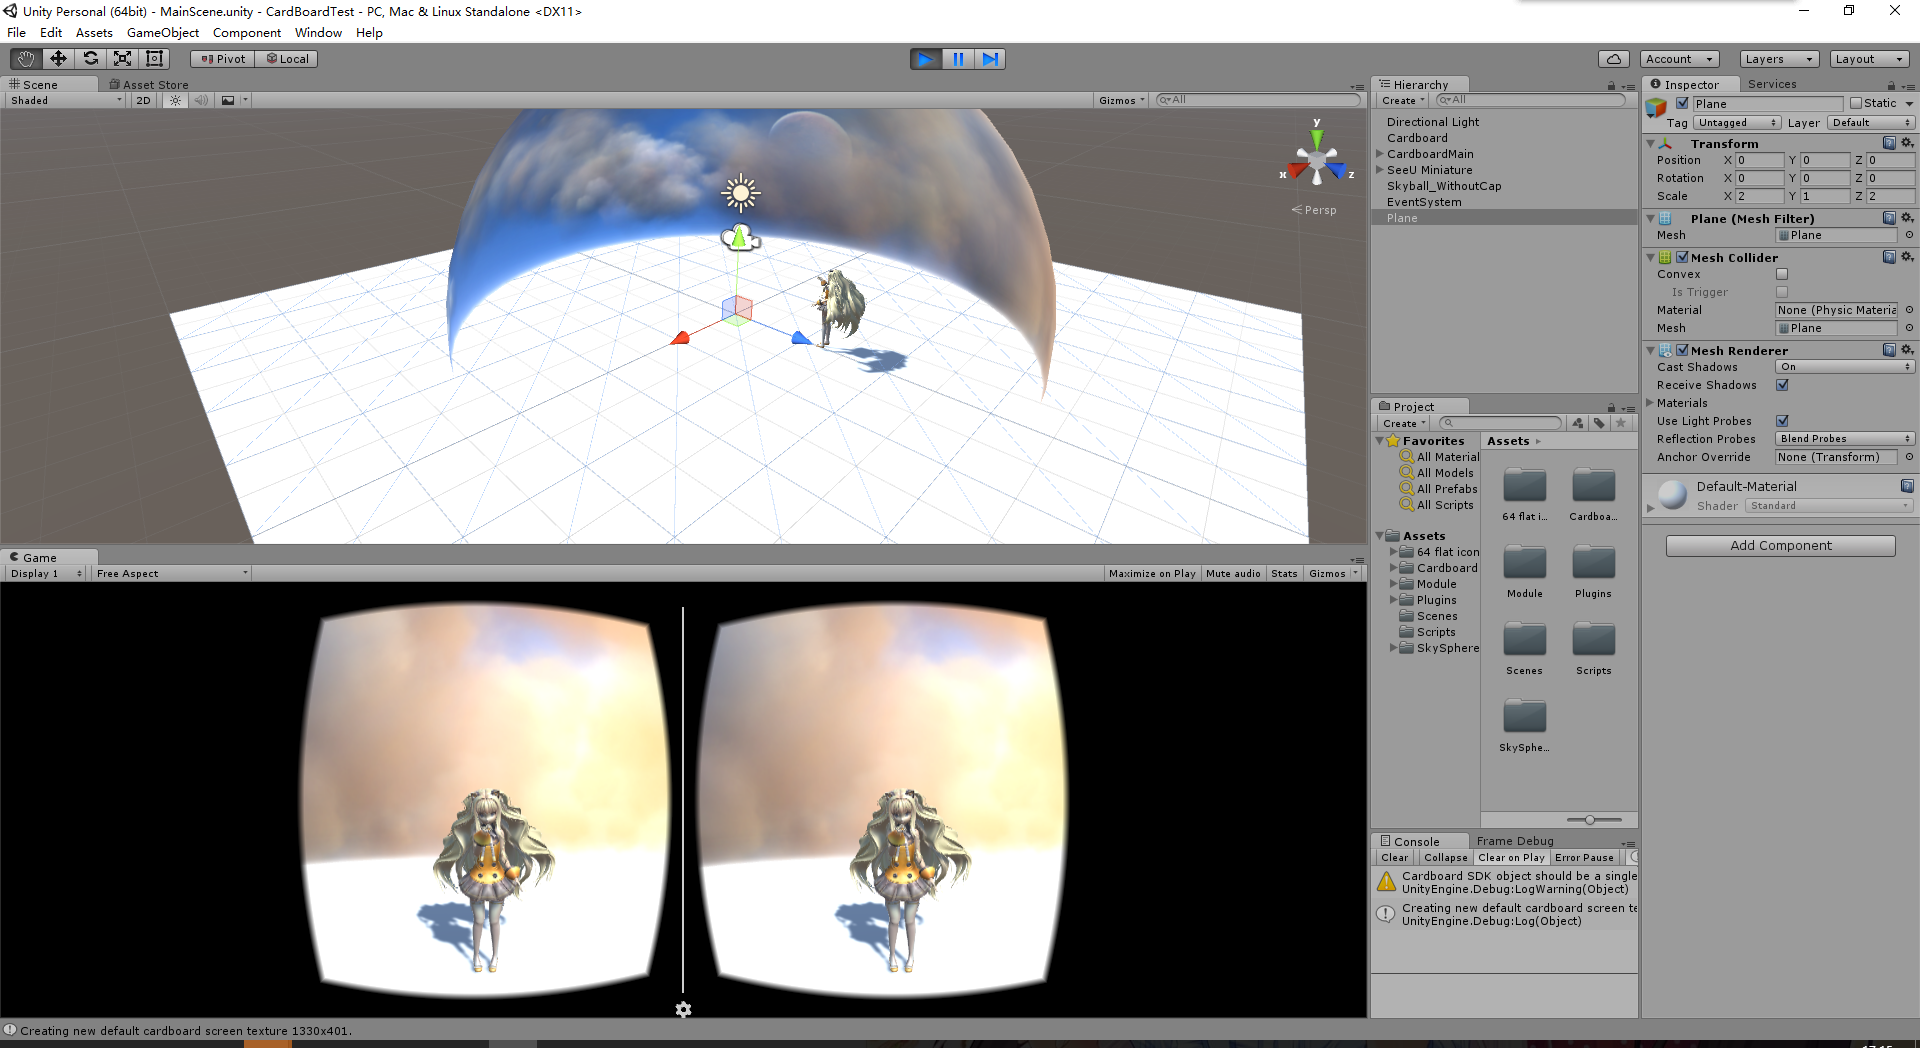 Unity Personal (64bit) - MainScene.unity - CardBoardTest - PC, Mac & Linux Standalone <DX11>
File Edit Assets GameObject Component Window Help
Pivot Local Account Layers Layout
Scene Asset Store
Shaded 2D Gizmos All
y
x z
Persp
Game
Display 1 Free Aspect Maximize on Play Mute audio Stats Gizmos
Hierarchy
Create All
Directional Light
Cardboard
CardboardMain
SeeU Miniature
Skyball_WithoutCap
EventSystem
Plane
Project
Create
Favorites
All Material
All Models
All Prefabs
All Scripts
Assets
64 flat icon
Cardboard
Module
Plugins
Scenes
Scripts
SkySphere
Assets
64 flat i... Cardboa...
Module Plugins
Scenes Scripts
SkySphe...
Console Frame Debug
Clear Collapse Clear on Play Error Pause
Cardboard SDK object should be a single
UnityEngine.Debug:LogWarning(Object)
Creating new default cardboard screen te
UnityEngine.Debug:Log(Object)
Inspector Services
Plane Static
Tag Untagged Layer Default
Transform
Position X 0 Y 0 Z 0
Rotation X 0 Y 0 Z 0
Scale X 2 Y 1 Z 2
Plane (Mesh Filter)
Mesh Plane
Mesh Collider
Convex
Is Trigger
Material None (Physic Materia
Mesh Plane
Mesh Renderer
Cast Shadows On
Receive Shadows
Materials
Use Light Probes
Reflection Probes Blend Probes
Anchor Override None (Transform)
Default-Material
Shader Standard
Add Component
Creating new default cardboard screen texture 1330x401.